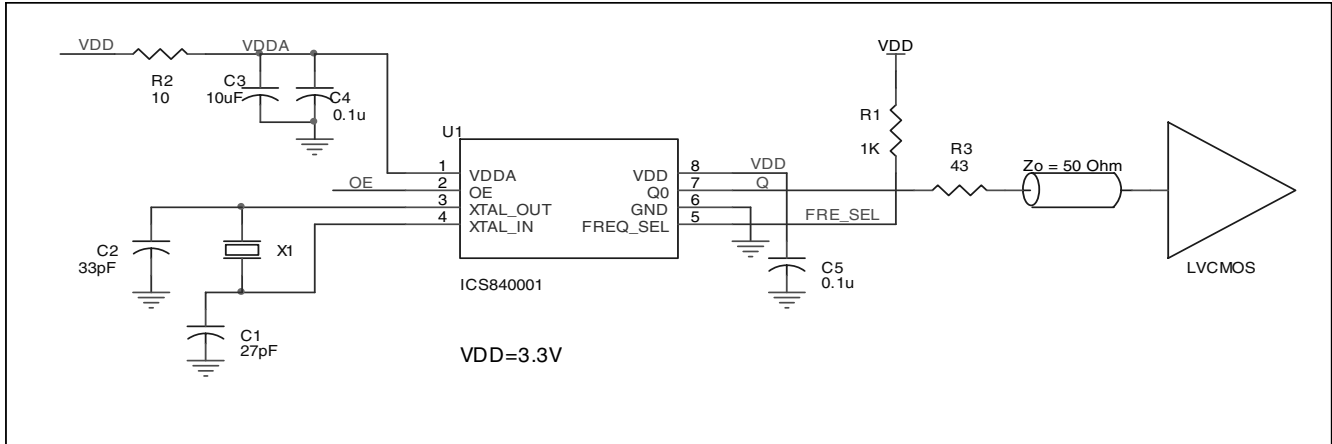 VDD
VDDA
VDD
R2
10
C3
10uF
C4
0.1u
R1
1K
R3
43
Zo = 50 Ohm
U1
1
VDDA
VDD
8
VDD
OE
2
OE
Q0
7
Q
3
XTAL_OUT
GND
6
4
XTAL_IN
FREQ_SEL
5
FRE_SEL
C2
33pF
X1
C5
0.1u
LVCMOS
ICS840001
C1
27pF
VDD=3.3V